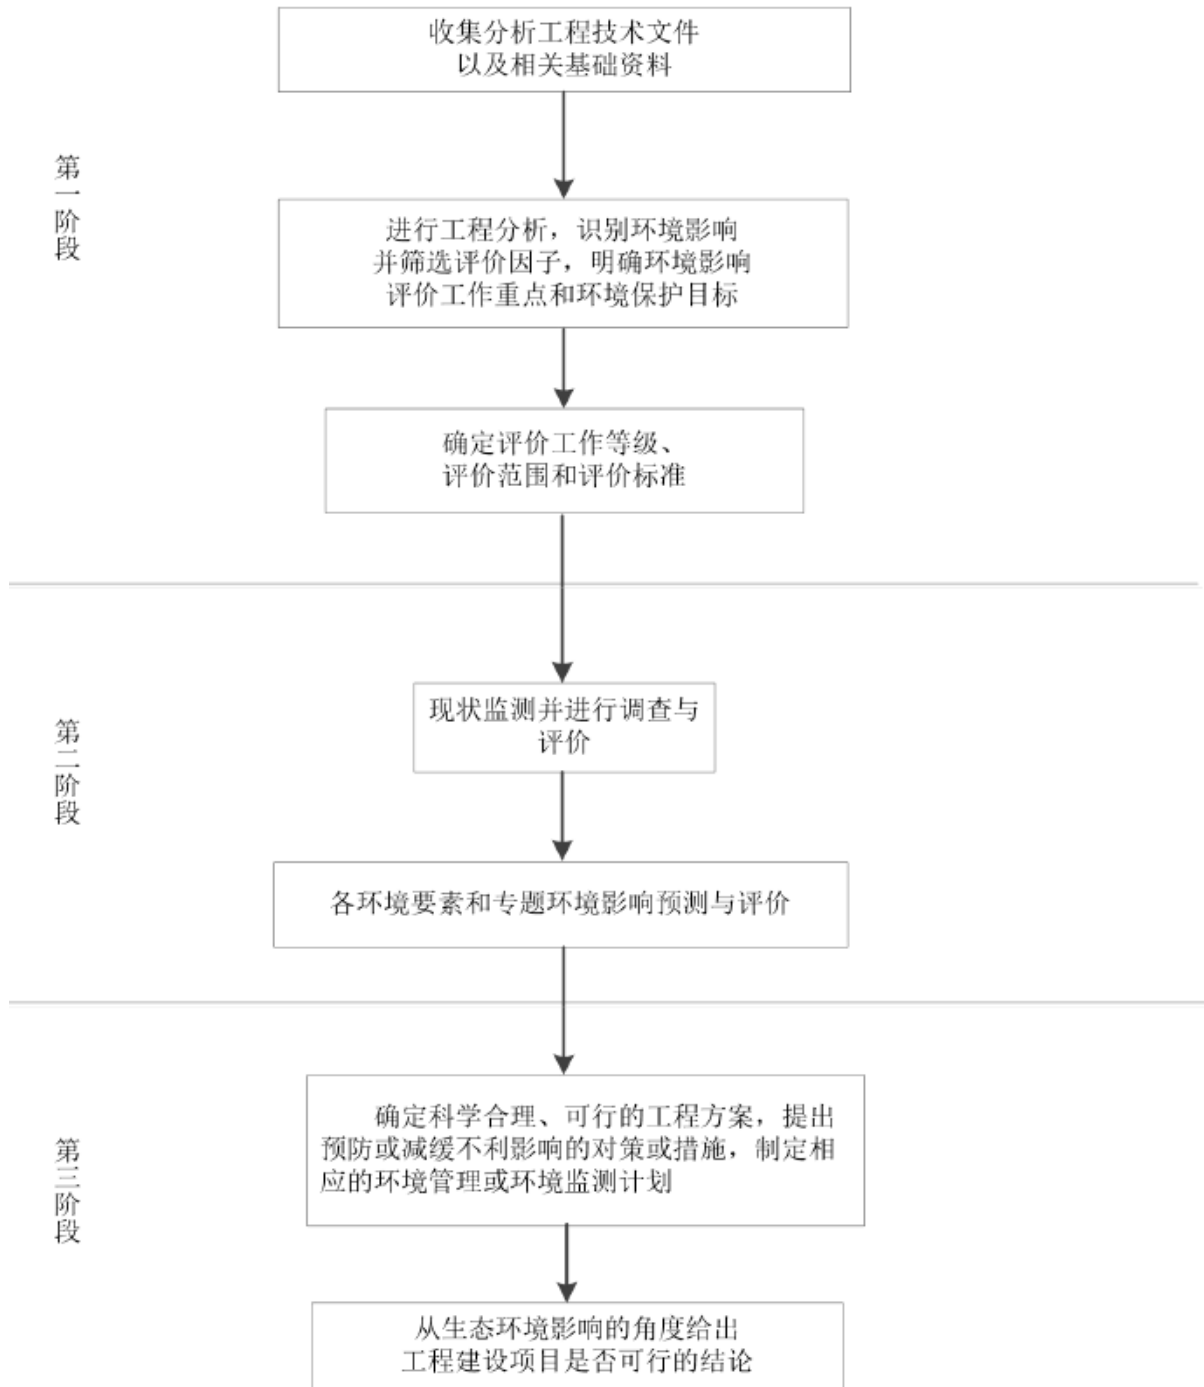 收集分析工程技术文件
以及相关基础资料
第一阶段
进行工程分析，识别环境影响
并筛选评价因子，明确环境影响
评价工作重点和环境保护目标
确定评价工作等级、
评价范围和评价标准
第二阶段
现状监测并进行调查与
评价
各环境要素和专题环境影响预测与评价
第三阶段
确定科学合理、可行的工程方案，提出
预防或减缓不利影响的对策或措施，制定相
应的环境管理或环境监测计划
从生态环境影响的角度给出
工程建设项目是否可行的结论